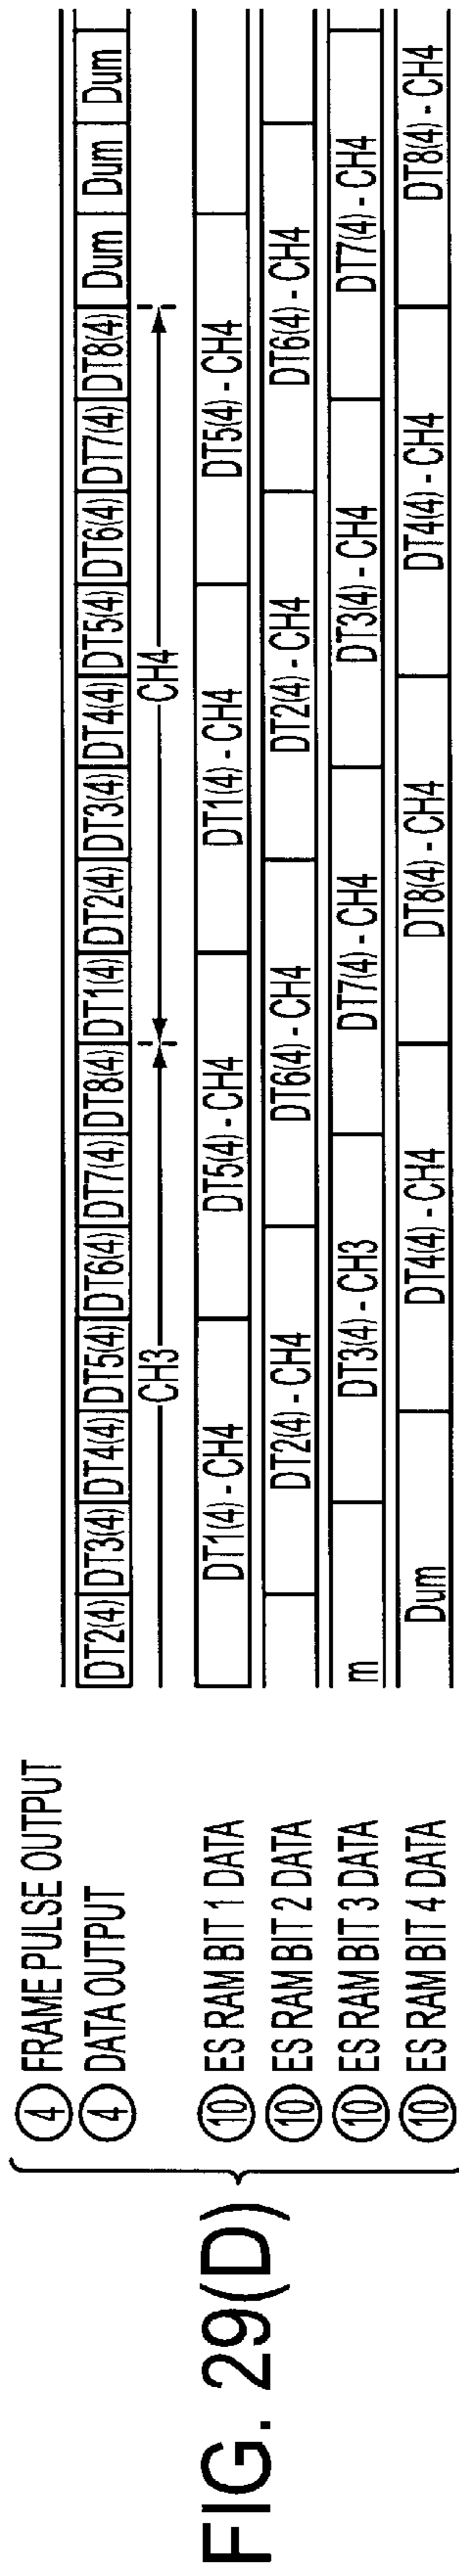 ④ FRAME PULSE OUTPUT
④ DATA OUTPUT DT2(4) DT3(4) DT4(4) DT5(4) DT6(4) DT7(4) DT8(4) DT1(4) DT2(4) DT3(4) DT4(4) DT5(4) DT6(4) DT7(4) DT8(4) Dum Dum Dum
CH3 CH4
⑩ ES RAM BIT 1 DATA DT1(4) - CH4 DT5(4) - CH4 DT1(4) - CH4 DT5(4) - CH4
⑩ ES RAM BIT 2 DATA DT2(4) - CH4 DT6(4) - CH4 DT2(4) - CH4 DT6(4) - CH4
⑩ ES RAM BIT 3 DATA m DT3(4) - CH3 DT7(4) - CH4 DT3(4) - CH4 DT7(4) - CH4
⑩ ES RAM BIT 4 DATA Dum DT4(4) - CH4 DT8(4) - CH4 DT4(4) - CH4 DT8(4) - CH4
FIG. 29(D)